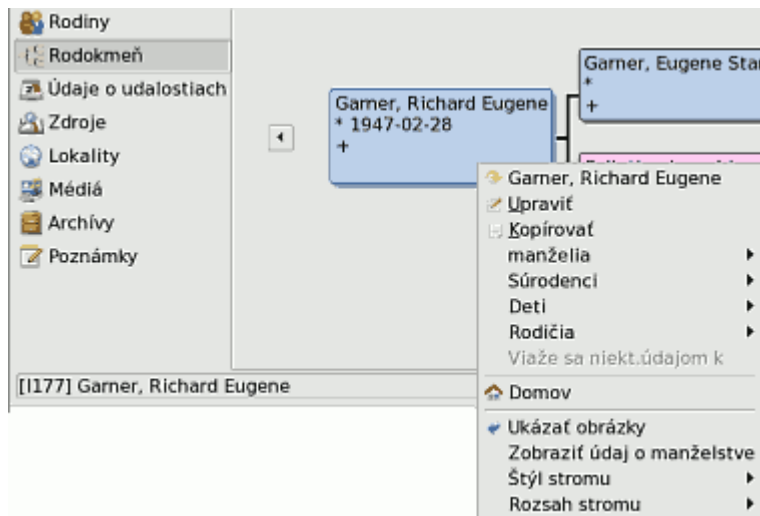 Rodiny
Rodokmeň
Údaje o udalostiach
Zdroje
Lokality
Médiá
Archívy
Poznámky
Garner, Richard Eugene
* 1947-02-28
+
Garner, Eugene Sta
*
+
Garner, Richard Eugene
Upraviť
Kopírovať
manželia
Súrodenci
Deti
Rodičia
Viaže sa niekt.údajom k
Domov
Ukázať obrázky
Zobraziť údaj o manželstve
Štýl stromu
Rozsah stromu
[I177] Garner, Richard Eugene